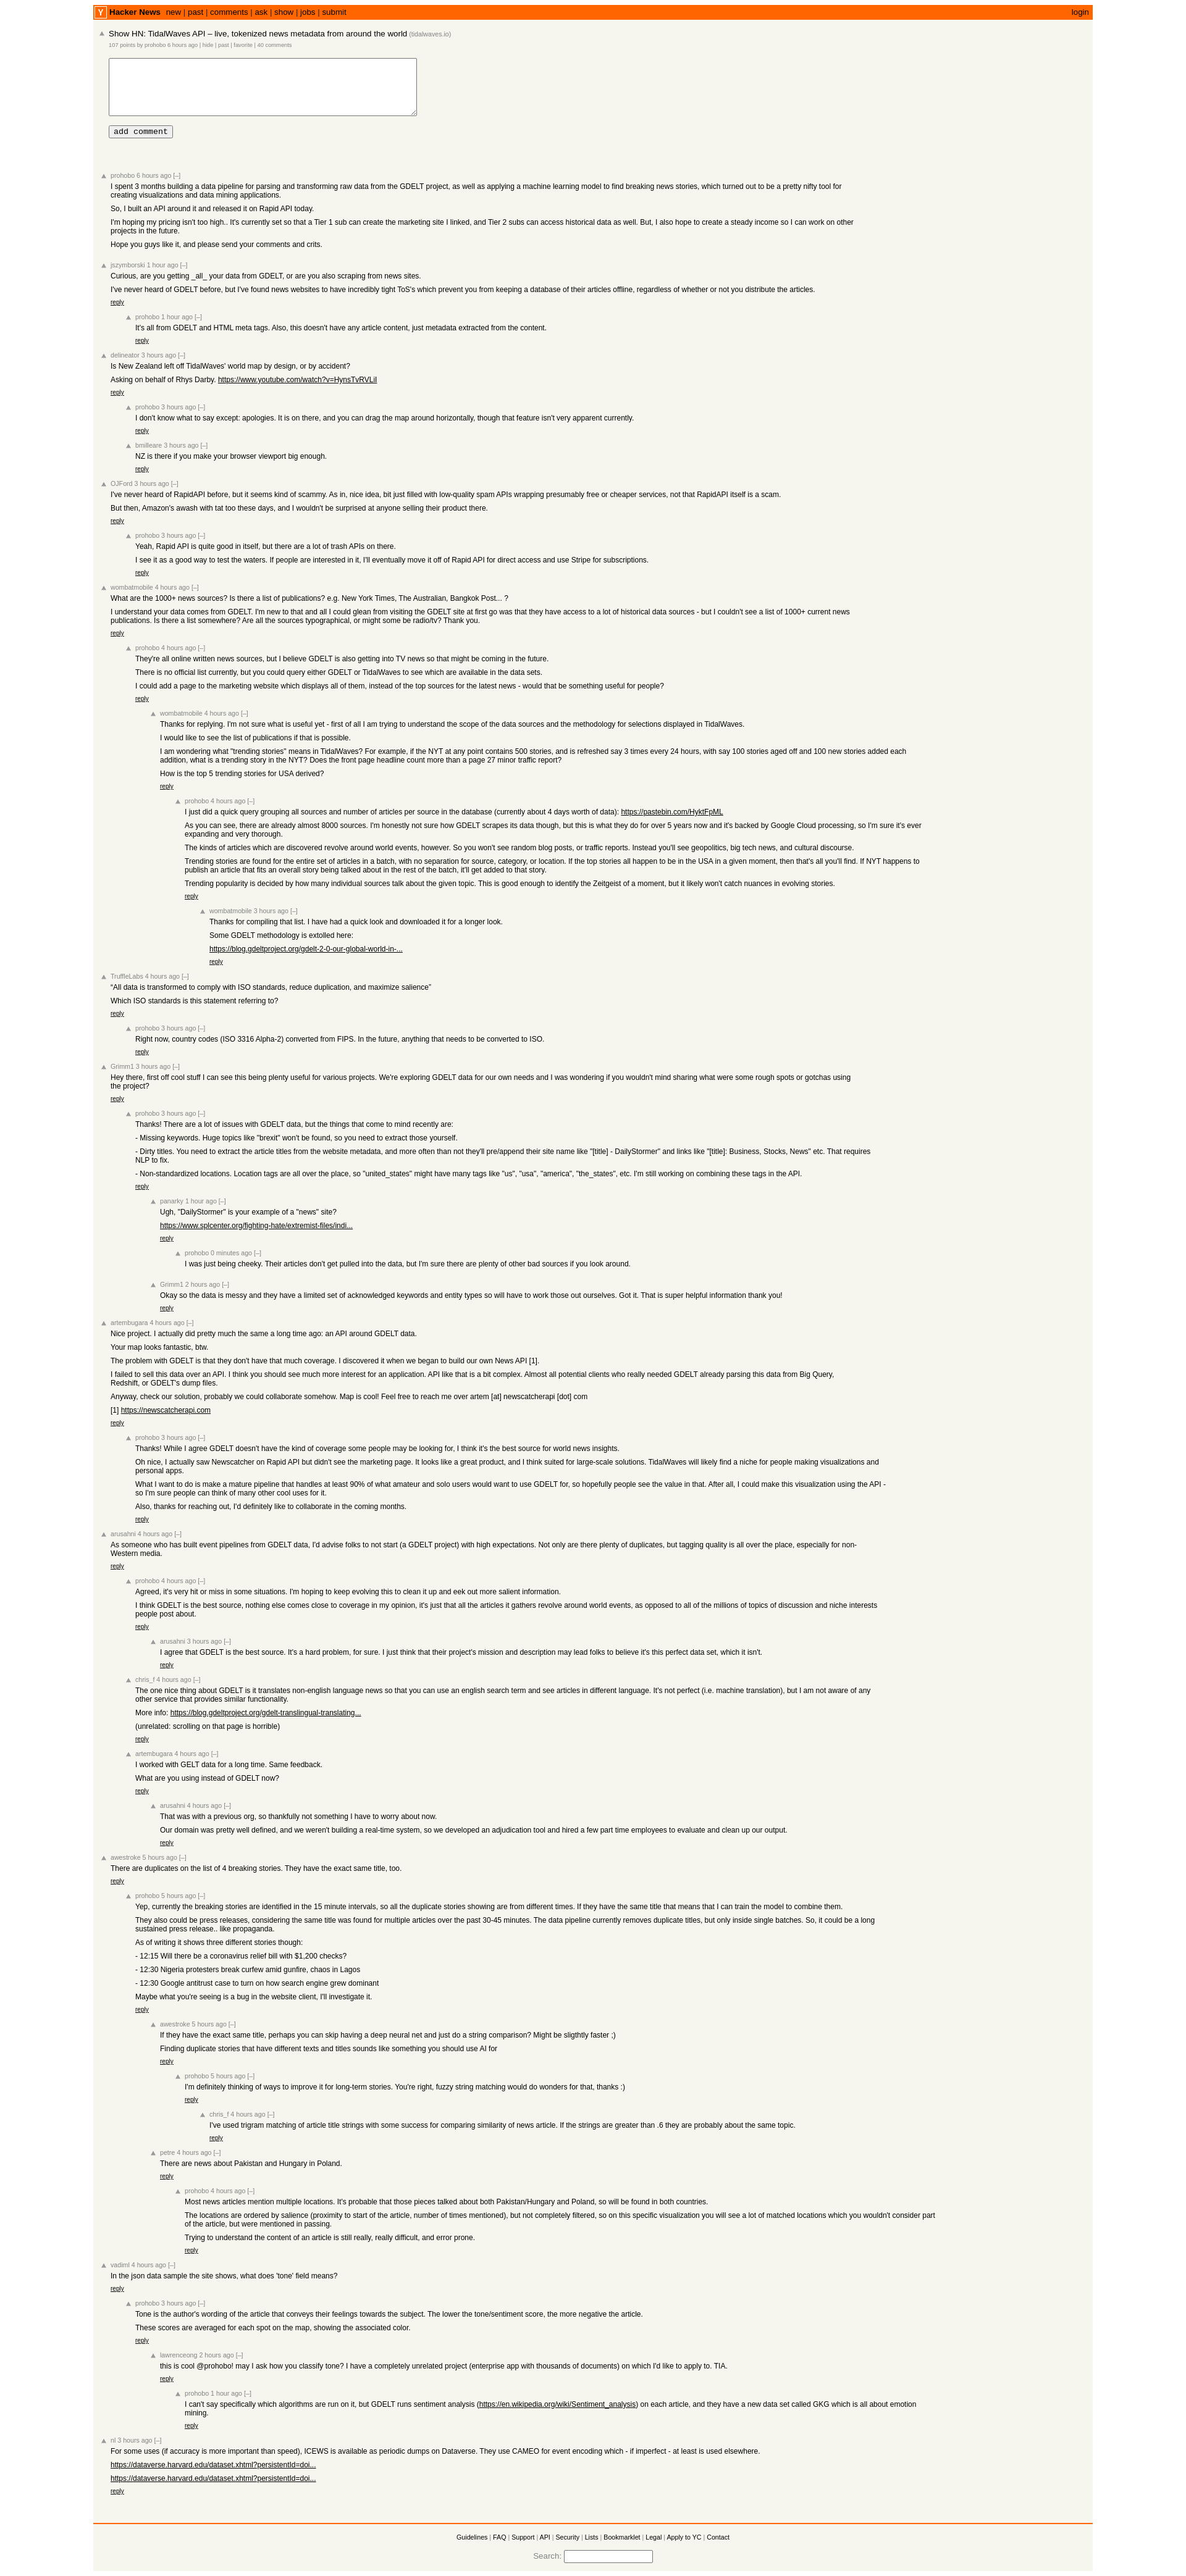 Y Hacker News new | past | comments | ask | show | jobs | submit login
Show HN: TidalWaves API – live, tokenized news metadata from around the world (tidalwaves.io)
107 points by prohobo 6 hours ago | hide | past | favorite | 40 comments
add comment
prohobo 6 hours ago [–]
I spent 3 months building a data pipeline for parsing and transforming raw data from the GDELT project, as well as applying a machine learning model to find breaking news stories, which turned out to be a pretty nifty tool for
creating visualizations and data mining applications.
So, I built an API around it and released it on Rapid API today.
I'm hoping my pricing isn't too high.. It's currently set so that a Tier 1 sub can create the marketing site I linked, and Tier 2 subs can access historical data as well. But, I also hope to create a steady income so I can work on other
projects in the future.
Hope you guys like it, and please send your comments and crits.
jszymborski 1 hour ago [–]
Curious, are you getting _all_ your data from GDELT, or are you also scraping from news sites.
I've never heard of GDELT before, but I've found news websites to have incredibly tight ToS's which prevent you from keeping a database of their articles offline, regardless of whether or not you distribute the articles.
reply
prohobo 1 hour ago [–]
It's all from GDELT and HTML meta tags. Also, this doesn't have any article content, just metadata extracted from the content.
reply
delineator 3 hours ago [–]
Is New Zealand left off TidalWaves' world map by design, or by accident?
Asking on behalf of Rhys Darby. https://www.youtube.com/watch?v=HynsTvRVLiI
reply
prohobo 3 hours ago [–]
I don't know what to say except: apologies. It is on there, and you can drag the map around horizontally, though that feature isn't very apparent currently.
reply
bmilleare 3 hours ago [–]
NZ is there if you make your browser viewport big enough.
reply
OJFord 3 hours ago [–]
I've never heard of RapidAPI before, but it seems kind of scammy. As in, nice idea, bit just filled with low-quality spam APIs wrapping presumably free or cheaper services, not that RapidAPI itself is a scam.
But then, Amazon's awash with tat too these days, and I wouldn't be surprised at anyone selling their product there.
reply
prohobo 3 hours ago [–]
Yeah, Rapid API is quite good in itself, but there are a lot of trash APIs on there.
I see it as a good way to test the waters. If people are interested in it, I'll eventually move it off of Rapid API for direct access and use Stripe for subscriptions.
reply
wombatmobile 4 hours ago [–]
What are the 1000+ news sources? Is there a list of publications? e.g. New York Times, The Australian, Bangkok Post... ?
I understand your data comes from GDELT. I'm new to that and all I could glean from visiting the GDELT site at first go was that they have access to a lot of historical data sources - but I couldn't see a list of 1000+ current news
publications. Is there a list somewhere? Are all the sources typographical, or might some be radio/tv? Thank you.
reply
prohobo 4 hours ago [–]
They're all online written news sources, but I believe GDELT is also getting into TV news so that might be coming in the future.
There is no official list currently, but you could query either GDELT or TidalWaves to see which are available in the data sets.
I could add a page to the marketing website which displays all of them, instead of the top sources for the latest news - would that be something useful for people?
reply
wombatmobile 4 hours ago [–]
Thanks for replying. I'm not sure what is useful yet - first of all I am trying to understand the scope of the data sources and the methodology for selections displayed in TidalWaves.
I would like to see the list of publications if that is possible.
I am wondering what "trending stories" means in TidalWaves? For example, if the NYT at any point contains 500 stories, and is refreshed say 3 times every 24 hours, with say 100 stories aged off and 100 new stories added each
addition, what is a trending story in the NYT? Does the front page headline count more than a page 27 minor traffic report?
How is the top 5 trending stories for USA derived?
reply
prohobo 4 hours ago [–]
I just did a quick query grouping all sources and number of articles per source in the database (currently about 4 days worth of data): https://pastebin.com/HyktFpML
As you can see, there are already almost 8000 sources. I'm honestly not sure how GDELT scrapes its data though, but this is what they do for over 5 years now and it's backed by Google Cloud processing, so I'm sure it's ever
expanding and very thorough.
The kinds of articles which are discovered revolve around world events, however. So you won't see random blog posts, or traffic reports. Instead you'll see geopolitics, big tech news, and cultural discourse.
Trending stories are found for the entire set of articles in a batch, with no separation for source, category, or location. If the top stories all happen to be in the USA in a given moment, then that's all you'll find. If NYT happens to
publish an article that fits an overall story being talked about in the rest of the batch, it'll get added to that story.
Trending popularity is decided by how many individual sources talk about the given topic. This is good enough to identify the Zeitgeist of a moment, but it likely won't catch nuances in evolving stories.
reply
wombatmobile 3 hours ago [–]
Thanks for compiling that list. I have had a quick look and downloaded it for a longer look.
Some GDELT methodology is extolled here:
https://blog.gdeltproject.org/gdelt-2-0-our-global-world-in-...
reply
TruffleLabs 4 hours ago [–]
“All data is transformed to comply with ISO standards, reduce duplication, and maximize salience”
Which ISO standards is this statement referring to?
reply
prohobo 3 hours ago [–]
Right now, country codes (ISO 3316 Alpha-2) converted from FIPS. In the future, anything that needs to be converted to ISO.
reply
Grimm1 3 hours ago [–]
Hey there, first off cool stuff I can see this being plenty useful for various projects. We're exploring GDELT data for our own needs and I was wondering if you wouldn't mind sharing what were some rough spots or gotchas using
the project?
reply
prohobo 3 hours ago [–]
Thanks! There are a lot of issues with GDELT data, but the things that come to mind recently are:
- Missing keywords. Huge topics like "brexit" won't be found, so you need to extract those yourself.
- Dirty titles. You need to extract the article titles from the website metadata, and more often than not they'll pre/append their site name like "[title] - DailyStormer" and links like "[title]: Business, Stocks, News" etc. That requires
NLP to fix.
- Non-standardized locations. Location tags are all over the place, so "united_states" might have many tags like "us", "usa", "america", "the_states", etc. I'm still working on combining these tags in the API.
reply
panarky 1 hour ago [–]
Ugh, "DailyStormer" is your example of a "news" site?
https://www.splcenter.org/fighting-hate/extremist-files/indi...
reply
prohobo 0 minutes ago [–]
I was just being cheeky. Their articles don't get pulled into the data, but I'm sure there are plenty of other bad sources if you look around.
Grimm1 2 hours ago [–]
Okay so the data is messy and they have a limited set of acknowledged keywords and entity types so will have to work those out ourselves. Got it. That is super helpful information thank you!
reply
artembugara 4 hours ago [–]
Nice project. I actually did pretty much the same a long time ago: an API around GDELT data.
Your map looks fantastic, btw.
The problem with GDELT is that they don't have that much coverage. I discovered it when we began to build our own News API [1].
I failed to sell this data over an API. I think you should see much more interest for an application. API like that is a bit complex. Almost all potential clients who really needed GDELT already parsing this data from Big Query,
Redshift, or GDELT's dump files.
Anyway, check our solution, probably we could collaborate somehow. Map is cool! Feel free to reach me over artem [at] newscatcherapi [dot] com
[1] https://newscatcherapi.com
reply
prohobo 3 hours ago [–]
Thanks! While I agree GDELT doesn't have the kind of coverage some people may be looking for, I think it's the best source for world news insights.
Oh nice, I actually saw Newscatcher on Rapid API but didn't see the marketing page. It looks like a great product, and I think suited for large-scale solutions. TidalWaves will likely find a niche for people making visualizations and
personal apps.
What I want to do is make a mature pipeline that handles at least 90% of what amateur and solo users would want to use GDELT for, so hopefully people see the value in that. After all, I could make this visualization using the API -
so I'm sure people can think of many other cool uses for it.
Also, thanks for reaching out, I'd definitely like to collaborate in the coming months.
reply
arusahni 4 hours ago [–]
As someone who has built event pipelines from GDELT data, I'd advise folks to not start (a GDELT project) with high expectations. Not only are there plenty of duplicates, but tagging quality is all over the place, especially for non-
Western media.
reply
prohobo 4 hours ago [–]
Agreed, it's very hit or miss in some situations. I'm hoping to keep evolving this to clean it up and eek out more salient information.
I think GDELT is the best source, nothing else comes close to coverage in my opinion, it's just that all the articles it gathers revolve around world events, as opposed to all of the millions of topics of discussion and niche interests
people post about.
reply
arusahni 3 hours ago [–]
I agree that GDELT is the best source. It's a hard problem, for sure. I just think that their project's mission and description may lead folks to believe it's this perfect data set, which it isn't.
reply
chris_f 4 hours ago [–]
The one nice thing about GDELT is it translates non-english language news so that you can use an english search term and see articles in different language. It's not perfect (i.e. machine translation), but I am not aware of any
other service that provides similar functionality.
More info: https://blog.gdeltproject.org/gdelt-translingual-translating...
(unrelated: scrolling on that page is horrible)
reply
artembugara 4 hours ago [–]
I worked with GELT data for a long time. Same feedback.
What are you using instead of GDELT now?
reply
arusahni 4 hours ago [–]
That was with a previous org, so thankfully not something I have to worry about now.
Our domain was pretty well defined, and we weren't building a real-time system, so we developed an adjudication tool and hired a few part time employees to evaluate and clean up our output.
reply
awestroke 5 hours ago [–]
There are duplicates on the list of 4 breaking stories. They have the exact same title, too.
reply
prohobo 5 hours ago [–]
Yep, currently the breaking stories are identified in the 15 minute intervals, so all the duplicate stories showing are from different times. If they have the same title that means that I can train the model to combine them.
They also could be press releases, considering the same title was found for multiple articles over the past 30-45 minutes. The data pipeline currently removes duplicate titles, but only inside single batches. So, it could be a long
sustained press release.. like propaganda.
As of writing it shows three different stories though:
- 12:15 Will there be a coronavirus relief bill with $1,200 checks?
- 12:30 Nigeria protesters break curfew amid gunfire, chaos in Lagos
- 12:30 Google antitrust case to turn on how search engine grew dominant
Maybe what you're seeing is a bug in the website client, I'll investigate it.
reply
awestroke 5 hours ago [–]
If they have the exact same title, perhaps you can skip having a deep neural net and just do a string comparison? Might be sligthtly faster ;)
Finding duplicate stories that have different texts and titles sounds like something you should use AI for
reply
prohobo 5 hours ago [–]
I'm definitely thinking of ways to improve it for long-term stories. You're right, fuzzy string matching would do wonders for that, thanks :)
reply
chris_f 4 hours ago [–]
I've used trigram matching of article title strings with some success for comparing similarity of news article. If the strings are greater than .6 they are probably about the same topic.
reply
petre 4 hours ago [–]
There are news about Pakistan and Hungary in Poland.
reply
prohobo 4 hours ago [–]
Most news articles mention multiple locations. It's probable that those pieces talked about both Pakistan/Hungary and Poland, so will be found in both countries.
The locations are ordered by salience (proximity to start of the article, number of times mentioned), but not completely filtered, so on this specific visualization you will see a lot of matched locations which you wouldn't consider part
of the article, but were mentioned in passing.
Trying to understand the content of an article is still really, really difficult, and error prone.
reply
vadiml 4 hours ago [–]
In the json data sample the site shows, what does 'tone' field means?
reply
prohobo 3 hours ago [–]
Tone is the author's wording of the article that conveys their feelings towards the subject. The lower the tone/sentiment score, the more negative the article.
These scores are averaged for each spot on the map, showing the associated color.
reply
lawrenceong 2 hours ago [–]
this is cool @prohobo! may I ask how you classify tone? I have a completely unrelated project (enterprise app with thousands of documents) on which I'd like to apply to. TIA.
reply
prohobo 1 hour ago [–]
I can't say specifically which algorithms are run on it, but GDELT runs sentiment analysis (https://en.wikipedia.org/wiki/Sentiment_analysis) on each article, and they have a new data set called GKG which is all about emotion
mining.
reply
nl 3 hours ago [–]
For some uses (if accuracy is more important than speed), ICEWS is available as periodic dumps on Dataverse. They use CAMEO for event encoding which - if imperfect - at least is used elsewhere.
https://dataverse.harvard.edu/dataset.xhtml?persistentId=doi...
https://dataverse.harvard.edu/dataset.xhtml?persistentId=doi...
reply
Guidelines | FAQ | Support | API | Security | Lists | Bookmarklet | Legal | Apply to YC | Contact
Search: